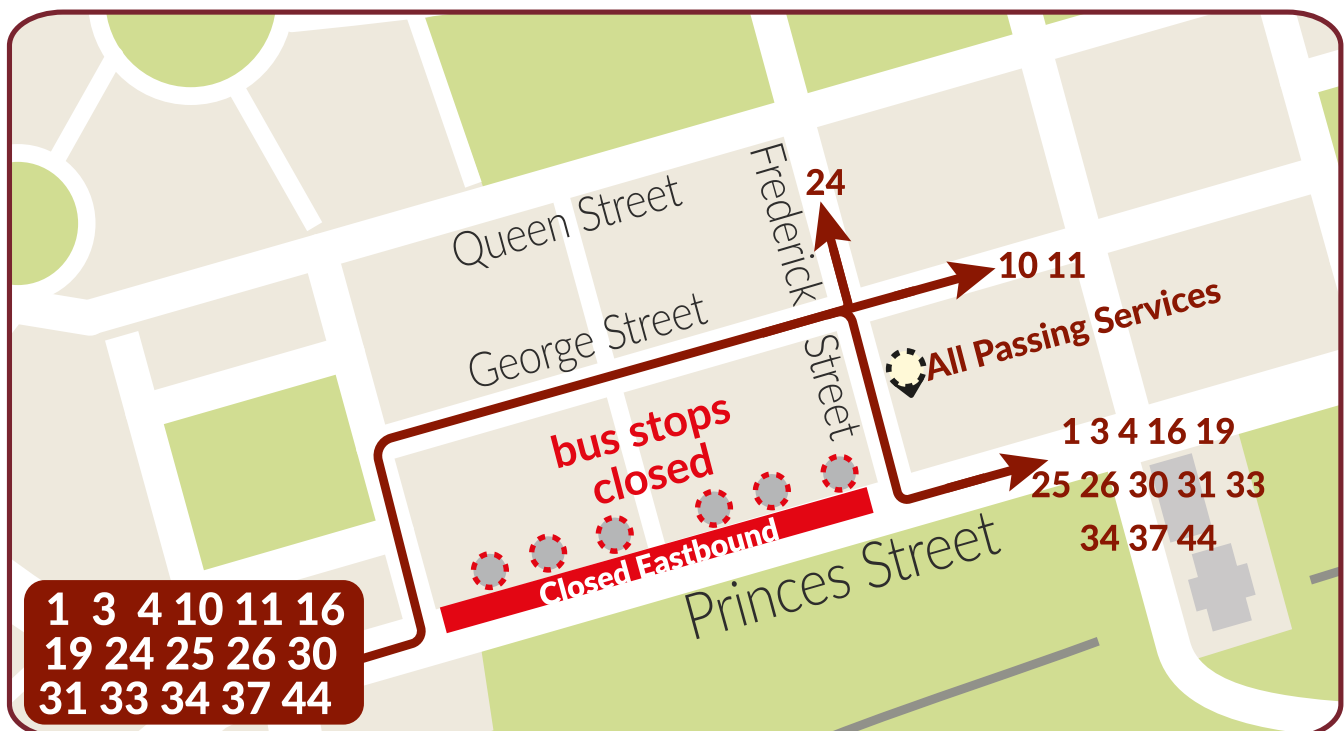 Frederick
Street
24
Queen Street
10 11
George Street
All Passing Services
bus stops
closed
1 3 4 16 19
25 26 30 31 33
34 37 44
Closed Eastbound
Princes Street
1 3 4 10 11 16
19 24 25 26 30
31 33 34 37 44